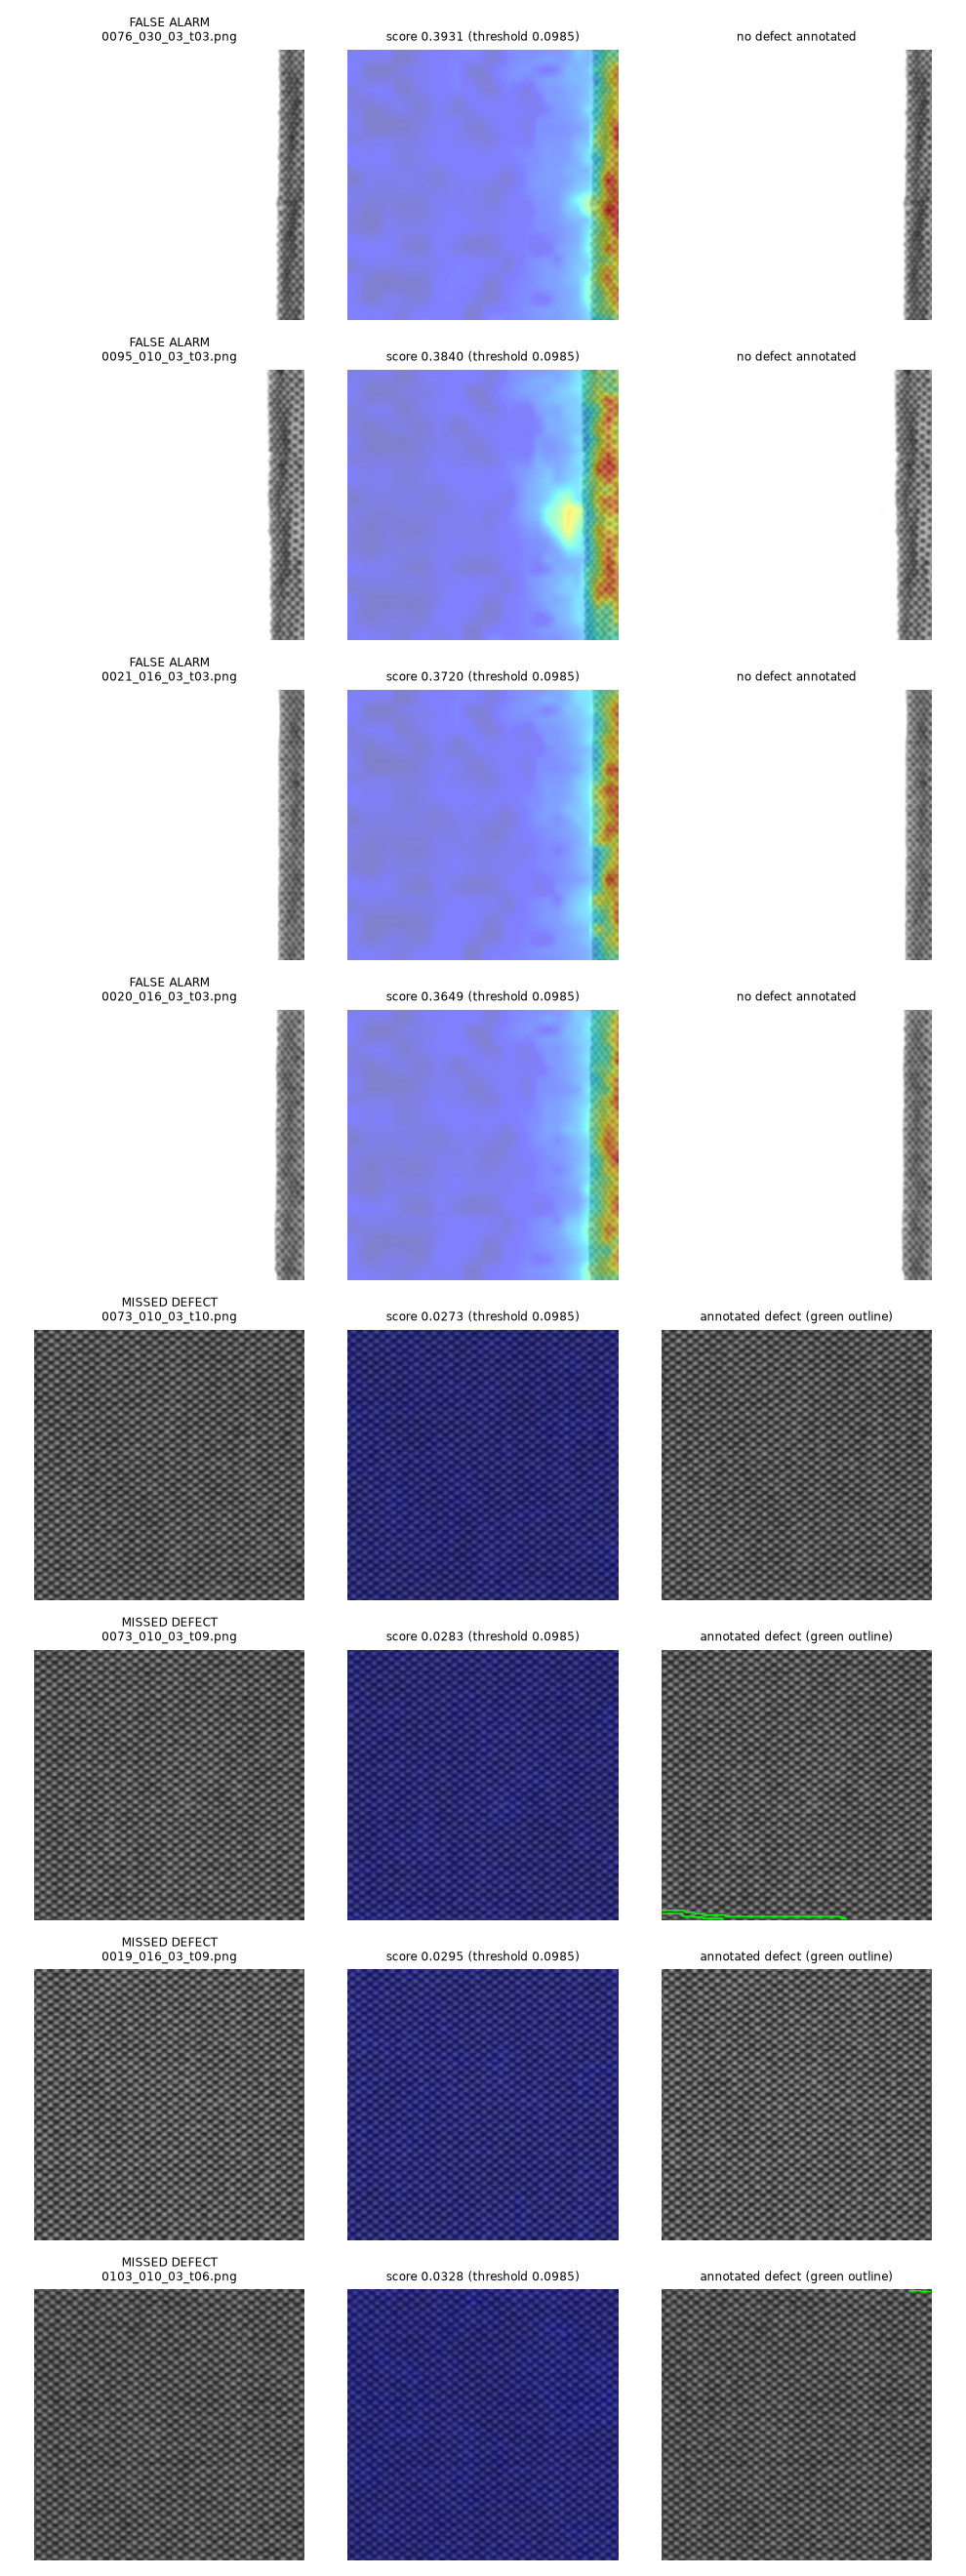 FALSE ALARM
0076_030_03_t03.png
score 0.3931 (threshold 0.0985)
no defect annotated
FALSE ALARM
0095_010_03_t03.png
score 0.3840 (threshold 0.0985)
no defect annotated
FALSE ALARM
0021_016_03_t03.png
score 0.3720 (threshold 0.0985)
no defect annotated
FALSE ALARM
0020_016_03_t03.png
score 0.3649 (threshold 0.0985)
no defect annotated
MISSED DEFECT
0073_010_03_t10.png
score 0.0273 (threshold 0.0985)
annotated defect (green outline)
MISSED DEFECT
0073_010_03_t09.png
score 0.0283 (threshold 0.0985)
annotated defect (green outline)
MISSED DEFECT
0019_016_03_t09.png
score 0.0295 (threshold 0.0985)
annotated defect (green outline)
MISSED DEFECT
0103_010_03_t06.png
score 0.0328 (threshold 0.0985)
annotated defect (green outline)